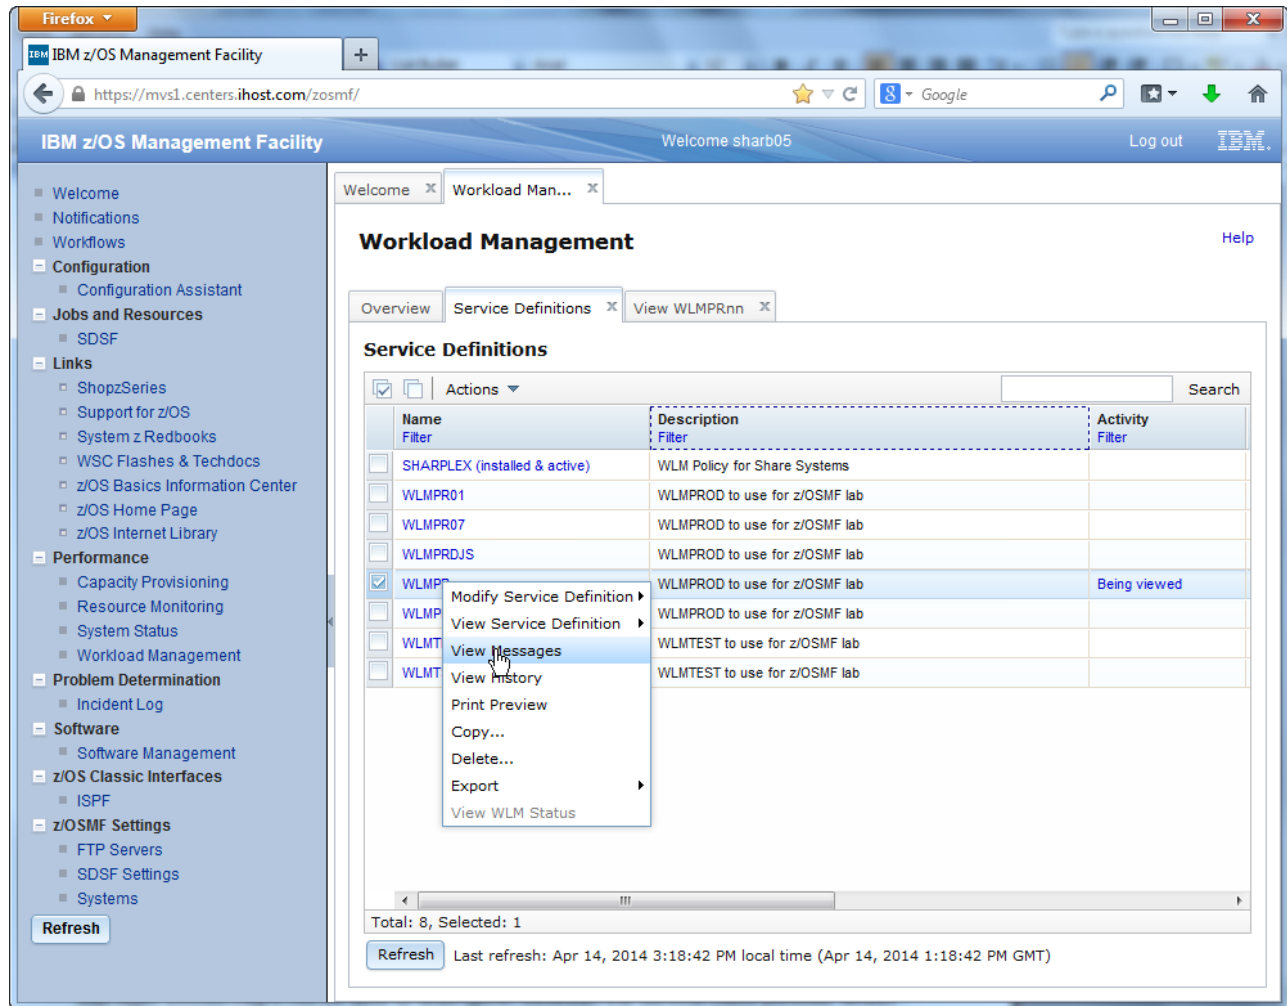 Firefox
IBM IBM z/OS Management Facility
https://mvs1.centers.ihost.com/zosmf/
8 Google
IBM z/OS Management Facility
Welcome sharb05
Log out
IBM.
Welcome
Notifications
Workflows
Configuration
Configuration Assistant
Jobs and Resources
SDSF
Links
ShopzSeries
Support for z/OS
System z Redbooks
WSC Flashes & Techdocs
z/OS Basics Information Center
z/OS Home Page
z/OS Internet Library
Performance
Capacity Provisioning
Resource Monitoring
System Status
Workload Management
Problem Determination
Incident Log
Software
Software Management
z/OS Classic Interfaces
ISPF
z/OSMF Settings
FTP Servers
SDSF Settings
Systems
Refresh
Welcome
Workload Man...
Workload Management
Help
Overview
Service Definitions
View WLMPRnn
Service Definitions
Actions
Search
Name Description Activity
Filter Filter Filter
SHARPLEX (installed & active) WLM Policy for Share Systems
WLMPR01 WLMPROD to use for z/OSMF lab
WLMPR07 WLMPROD to use for z/OSMF lab
WLMPRDJS WLMPROD to use for z/OSMF lab
WLMPR WLMPROD to use for z/OSMF lab Being viewed
WLMP WLMPROD to use for z/OSMF lab
WLMT WLMTEST to use for z/OSMF lab
WLMT WLMTEST to use for z/OSMF lab
Modify Service Definition
View Service Definition
View Messages
View History
Print Preview
Copy...
Delete...
Export
View WLM Status
Total: 8, Selected: 1
Refresh
Last refresh: Apr 14, 2014 3:18:42 PM local time (Apr 14, 2014 1:18:42 PM GMT)